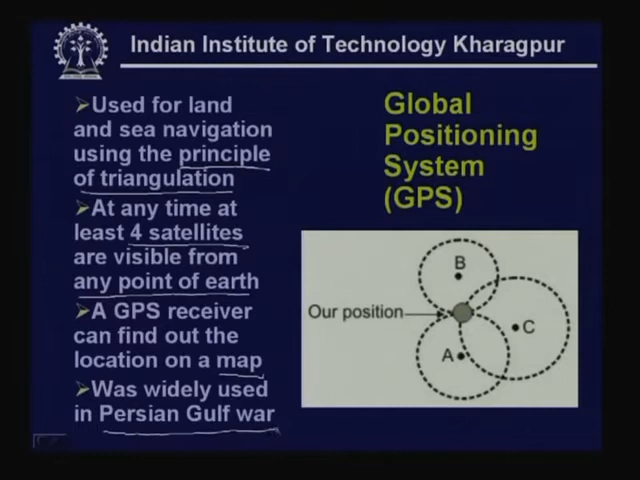 Indian Institute of Technology Kharagpur
➢Used for land
and sea navigation
using the principle
of triangulation
➢At any time at
least 4 satellites
are visible from
any point of earth
➢A GPS receiver
can find out the
location on a map
➢Was widely used
in Persian Gulf war
Global
Positioning
System
(GPS)
B
Our position
C
A